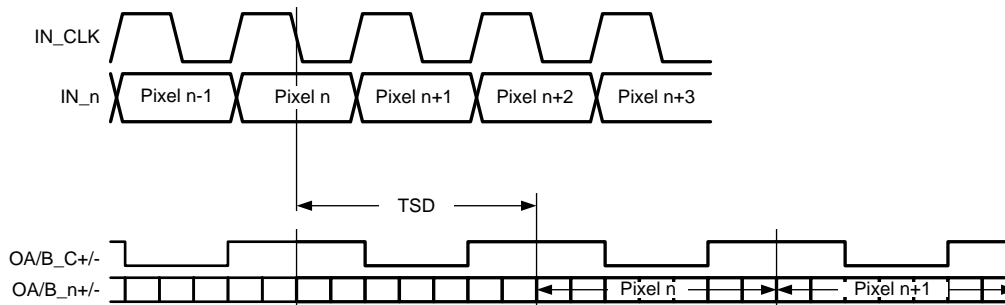 IN_CLK
IN_n
Pixel n-1
Pixel n
Pixel n+1
Pixel n+2
Pixel n+3
TSD
OA/B_C+/-
OA/B_n+/-
Pixel n
Pixel n+1